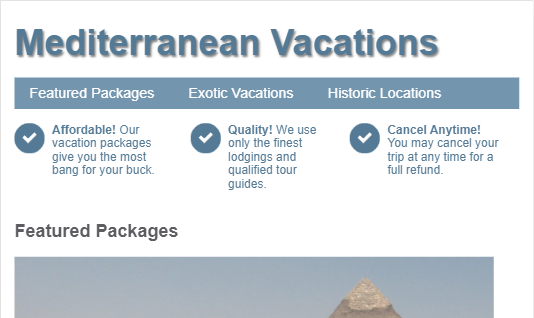 Mediterranean Vacations
Featured Packages Exotic Vacations Historic Locations
Affordable! Our
vacation packages
give you the most
bang for your buck.
Quality! We use
only the finest
lodgings and
qualified tour
guides.
Cancel Anytime!
You may cancel your
trip at any time for a
full refund.
Featured Packages